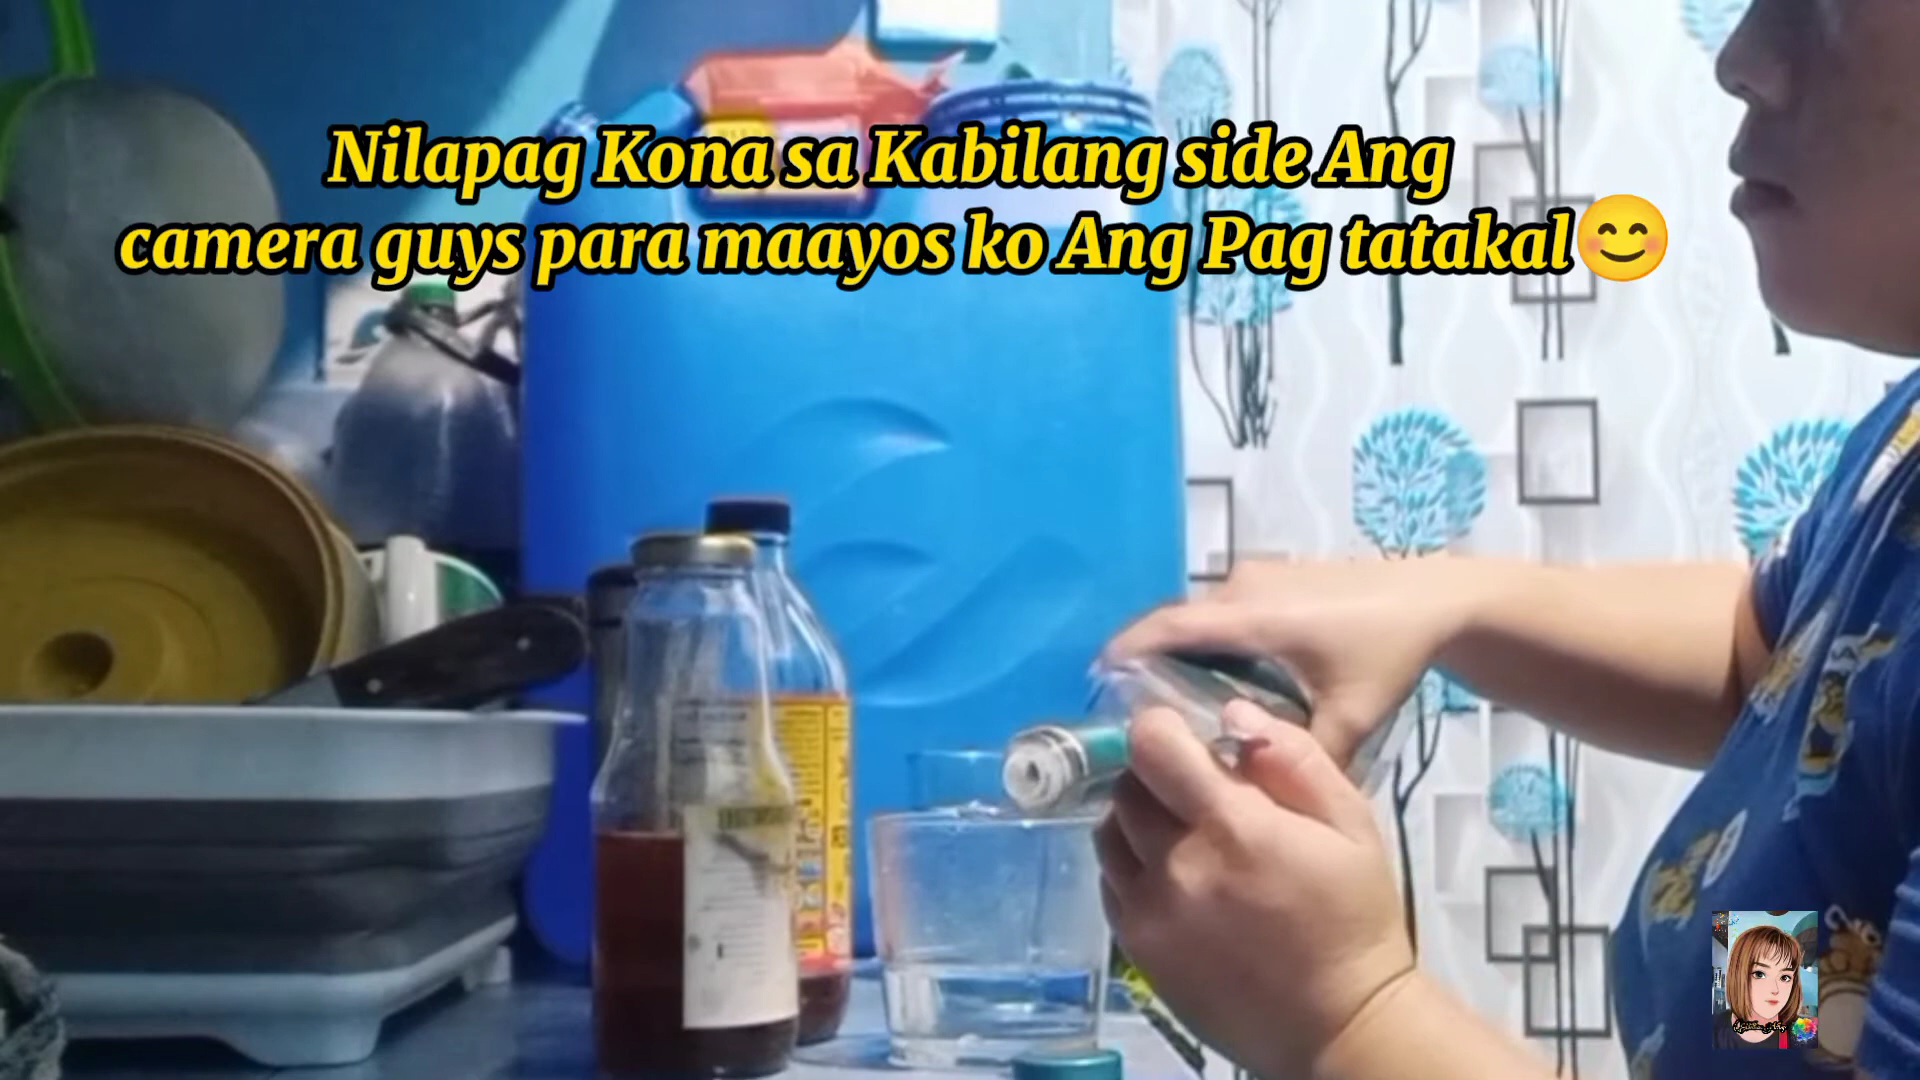 Nilapag Kona sa Kabilang side Ang
camera guys para maayos ko Ang Pag tatakal😊